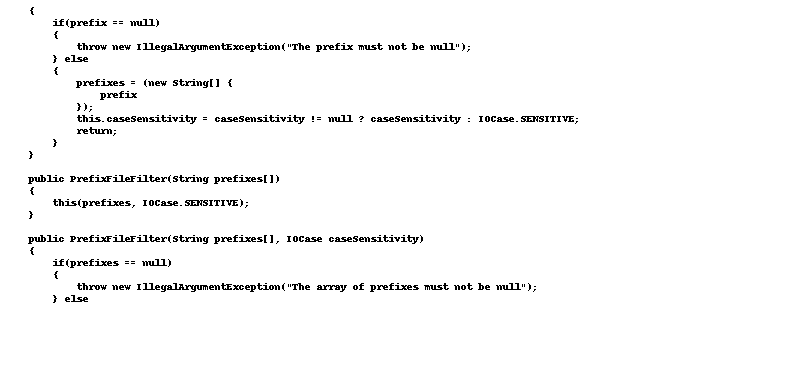 {
if(prefix == null)
{
throw new IllegalArgumentException("The prefix must not be null");
} else
{
prefixes = (new String[] {
prefix
});
this.caseSensitivity = caseSensitivity != null ? caseSensitivity : IOCase.SENSITIVE;
return;
}
}
public PrefixFileFilter(String prefixes[])
{
this(prefixes, IOCase.SENSITIVE);
}
public PrefixFileFilter(String prefixes[], IOCase caseSensitivity)
{
if(prefixes == null)
{
throw new IllegalArgumentException("The array of prefixes must not be null");
} else